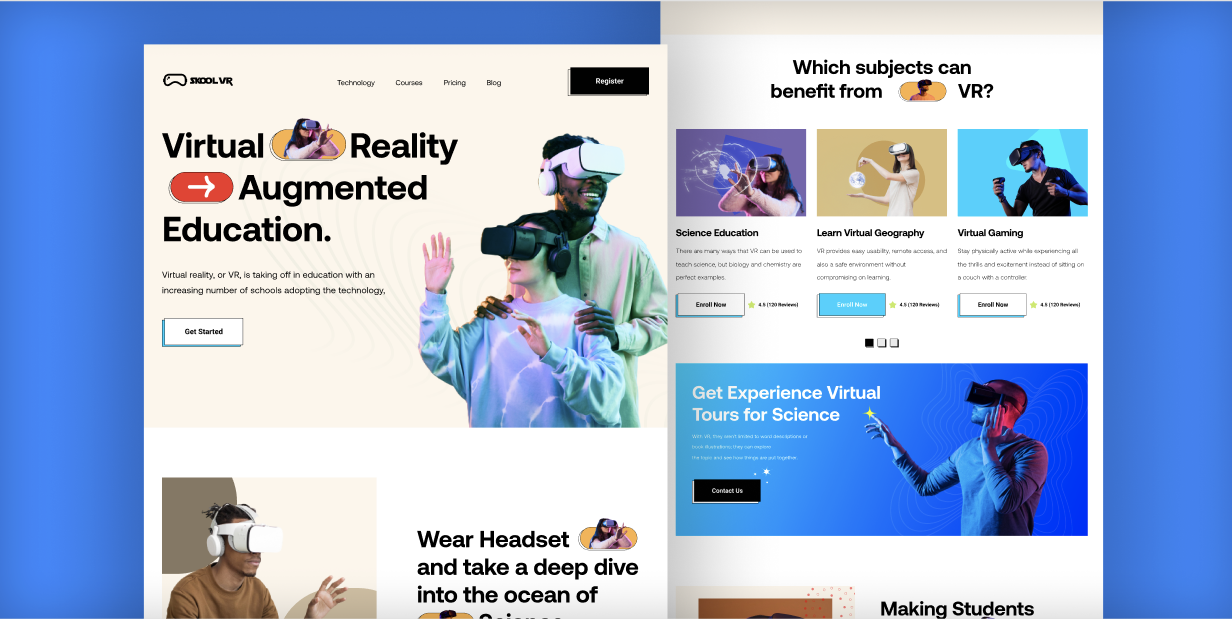 SKOOL VR
Technology Courses Pricing Blog
Register
Virtual Reality
Augmented
Education.
Virtual reality, or VR, is taking off in education with an
increasing number of schools adopting the technology,
Get Started
Wear Headset
and take a deep dive
into the ocean of
Science
Which subjects can
benefit from VR?
Science Education
There are many ways that VR can be used to
teach science, but biology and chemistry are
perfect examples.
Enroll Now
4.5 (120 Reviews)
Learn Virtual Geography
VR provides easy usability, remote access, and
also a safe environment without
compromising on learning.
Enroll Now
4.5 (120 Reviews)
Virtual Gaming
Stay physically active while experiencing all
the thrills and excitement instead of sitting on
a couch with a controller.
Enroll Now
4.5 (120 Reviews)
Get Experience Virtual
Tours for Science
With VR, they aren't limited to word descriptions or
book illustrations; they can explore
the topic and see how things are put together.
Contact Us
Making Students